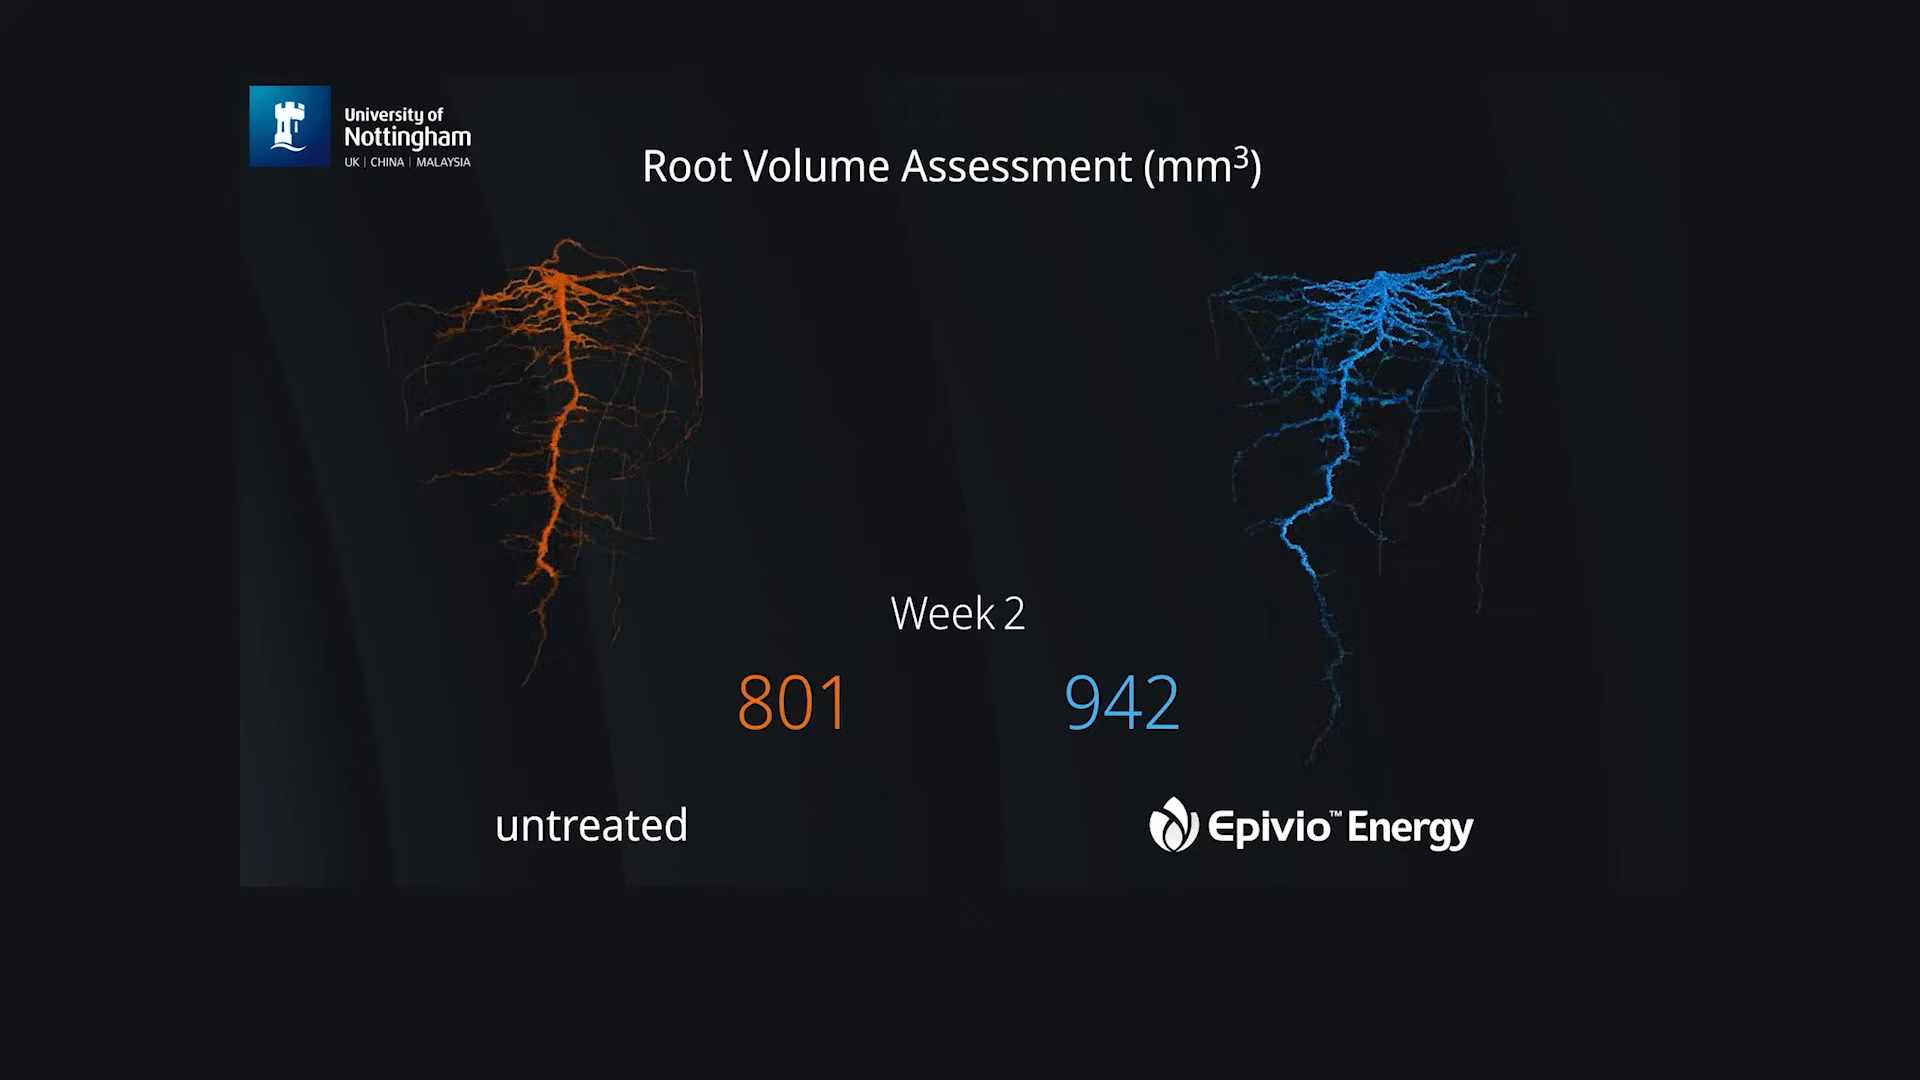 University of
Nottingham
UK | CHINA | MALAYSIA
Root Volume Assessment (mm³)
Week 2
801 942
untreated
Epivio™ Energy